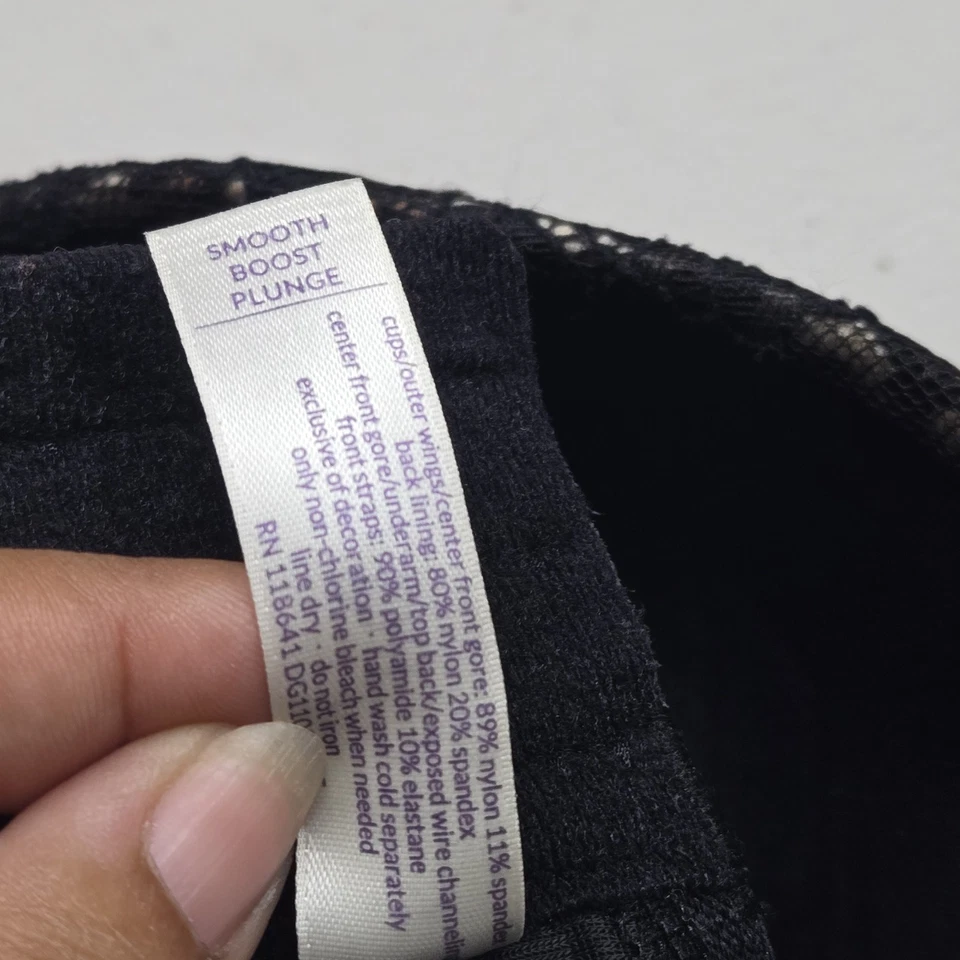 SMOOTH
BOOST
PLUNGE
cups/outer wings/center front gore: 89% nylon 11%
back lining: 80% nylon 20% spandex
center front gore/underarm/top back/exposed wire
front straps: 90% polyamide 10% elastane
exclusive of decoration · hand wash cold separately
only non-chlorine bleach when needed
line dry · do not iron
RN 118641